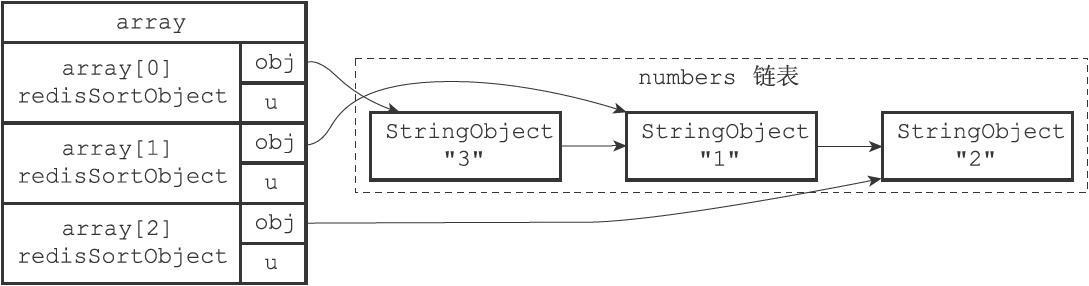 array
array[0]
redisSortObject
obj
u
array[1]
redisSortObject
obj
u
array[2]
redisSortObject
obj
u
numbers 链表
StringObject
"3"
StringObject
"1"
StringObject
"2"